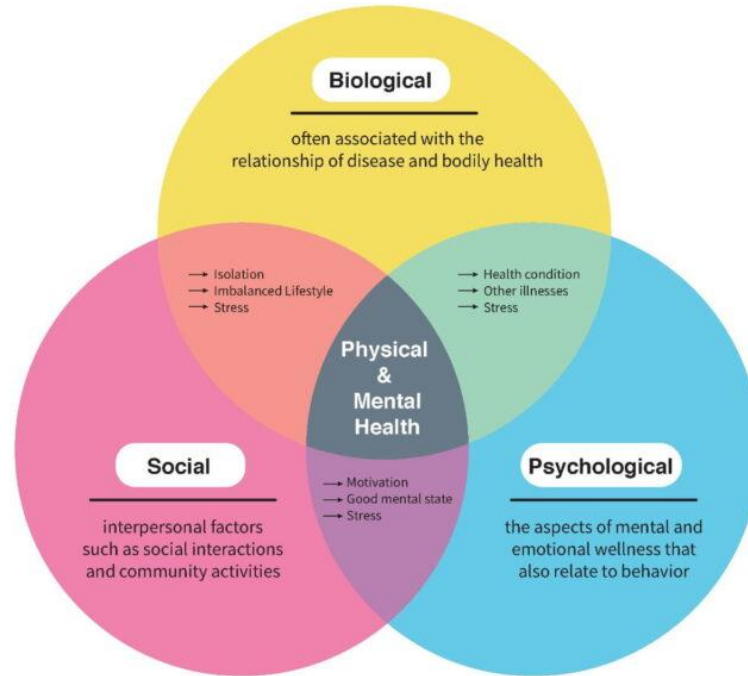 Biological
often associated with the
relationship of disease and bodily health
→ Isolation
→ Imbalanced Lifestyle
→ Stress
→ Health condition
→ Other illnesses
→ Stress
Physical
&
Mental
Health
Social
interpersonal factors
such as social interactions
and community activities
→ Motivation
→ Good mental state
→ Stress
Psychological
the aspects of mental and
emotional wellness that
also relate to behavior